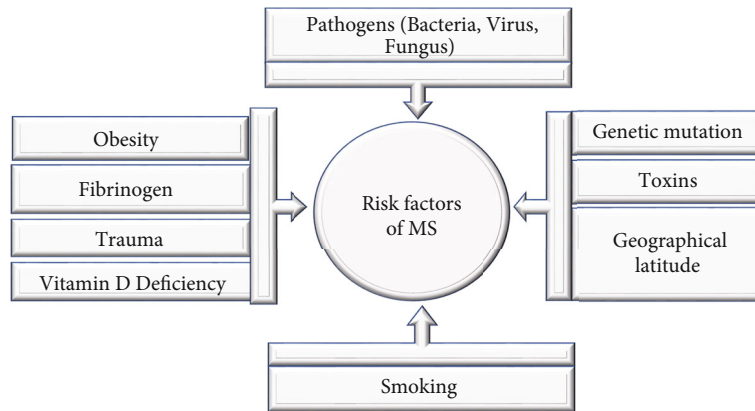 Pathogens (Bacteria, Virus,
Fungus)
Obesity
Fibrinogen
Trauma
Vitamin D Deficiency
Risk factors
of MS
Genetic mutation
Toxins
Geographical
latitude
Smoking